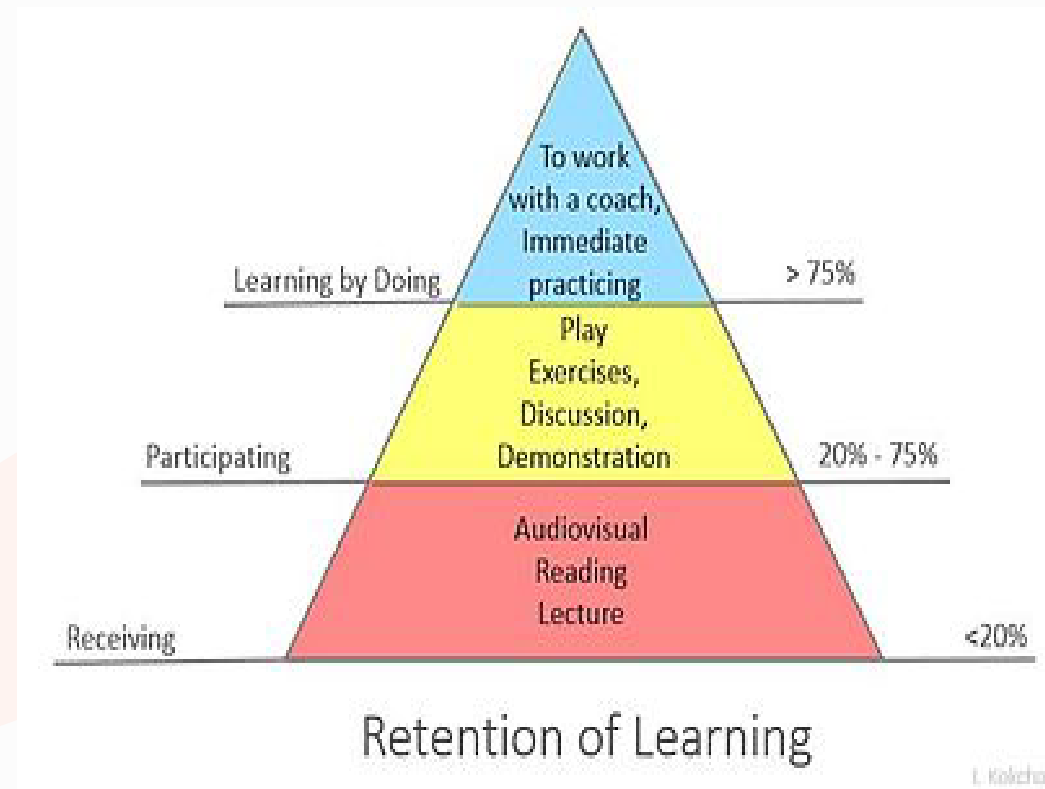 To work
with a coach,
Immediate
practicing
Learning by Doing
> 75%
Play
Exercises,
Discussion,
Demonstration
Participating
20% - 75%
Audiovisual
Reading
Lecture
Receiving
<20%
Retention of Learning